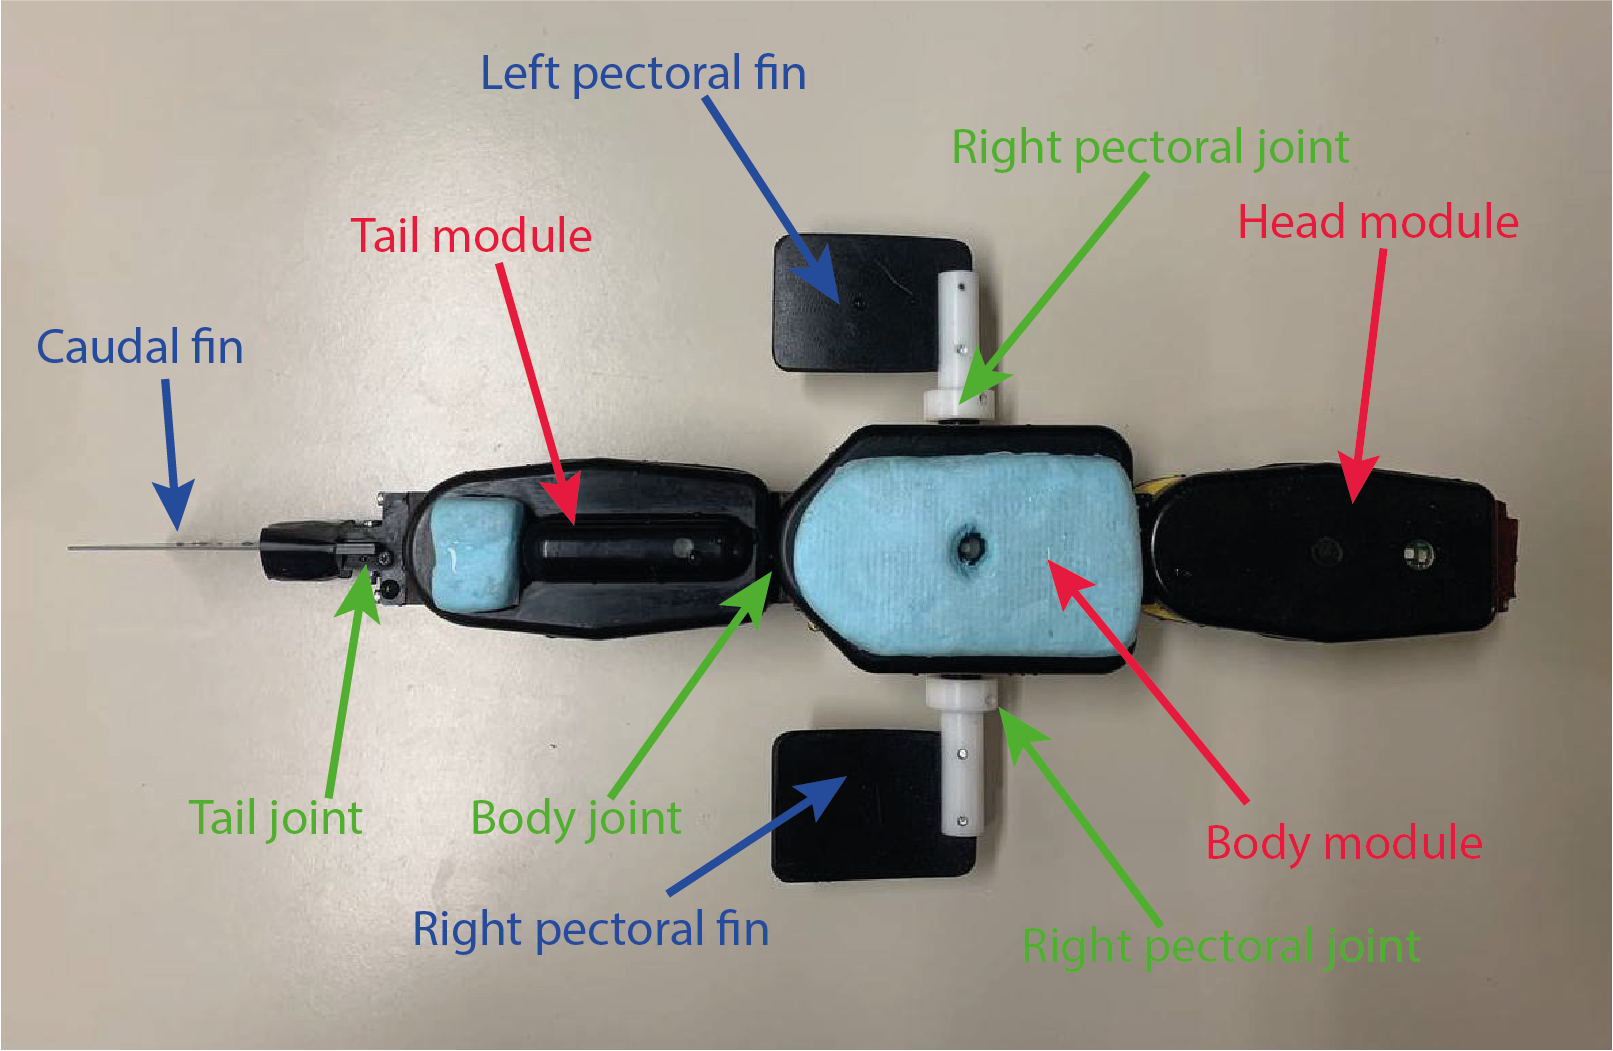 Left pectoral fin
Right pectoral joint
Head module
Tail module
Caudal fin
Tail joint
Body joint
Body module
Right pectoral fin
Right pectoral joint